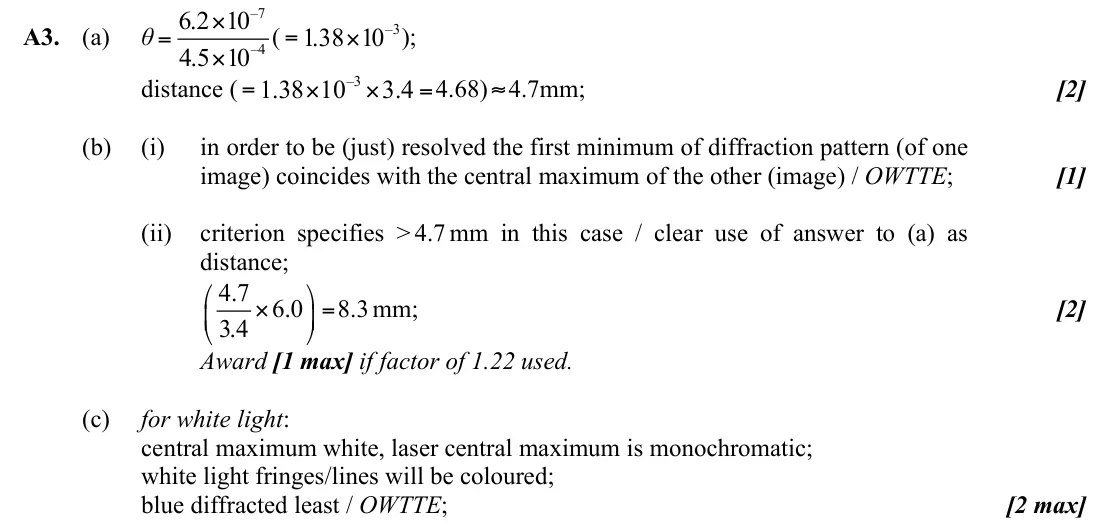 A3. (a) θ = 6.2×10⁻⁷ / 4.5×10⁻⁴ (= 1.38×10⁻³);
distance (= 1.38×10⁻³ ×3.4 =4.68)≈4.7mm; [2]
(b) (i) in order to be (just) resolved the first minimum of diffraction pattern (of one
image) coincides with the central maximum of the other (image) / OWTTE; [1]
(ii) criterion specifies >4.7mm in this case / clear use of answer to (a) as
distance;
(4.7 / 3.4 ×6.0) =8.3mm; [2]
Award [1 max] if factor of 1.22 used.
(c) for white light:
central maximum white, laser central maximum is monochromatic;
white light fringes/lines will be coloured;
blue diffracted least / OWTTE; [2 max]